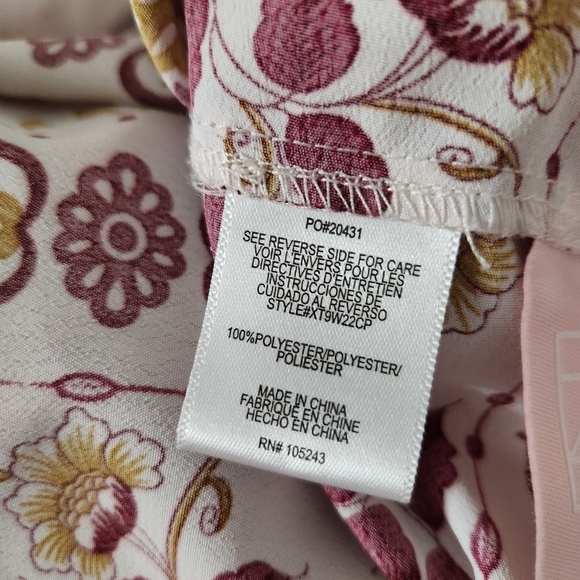 PO#20431
SEE REVERSE SIDE FOR CARE
VOIR L'ENVERS POUR LES
DIRECTIVES D'ENTRETIEN
INSTRUCCIONES DE
CUIDADO AL REVERSO
STYLE#XT9W22CP
100%POLYESTER/POLYESTER/
POLIESTER
MADE IN CHINA
FABRIQUE EN CHINE
HECHO EN CHINA
RN# 105243